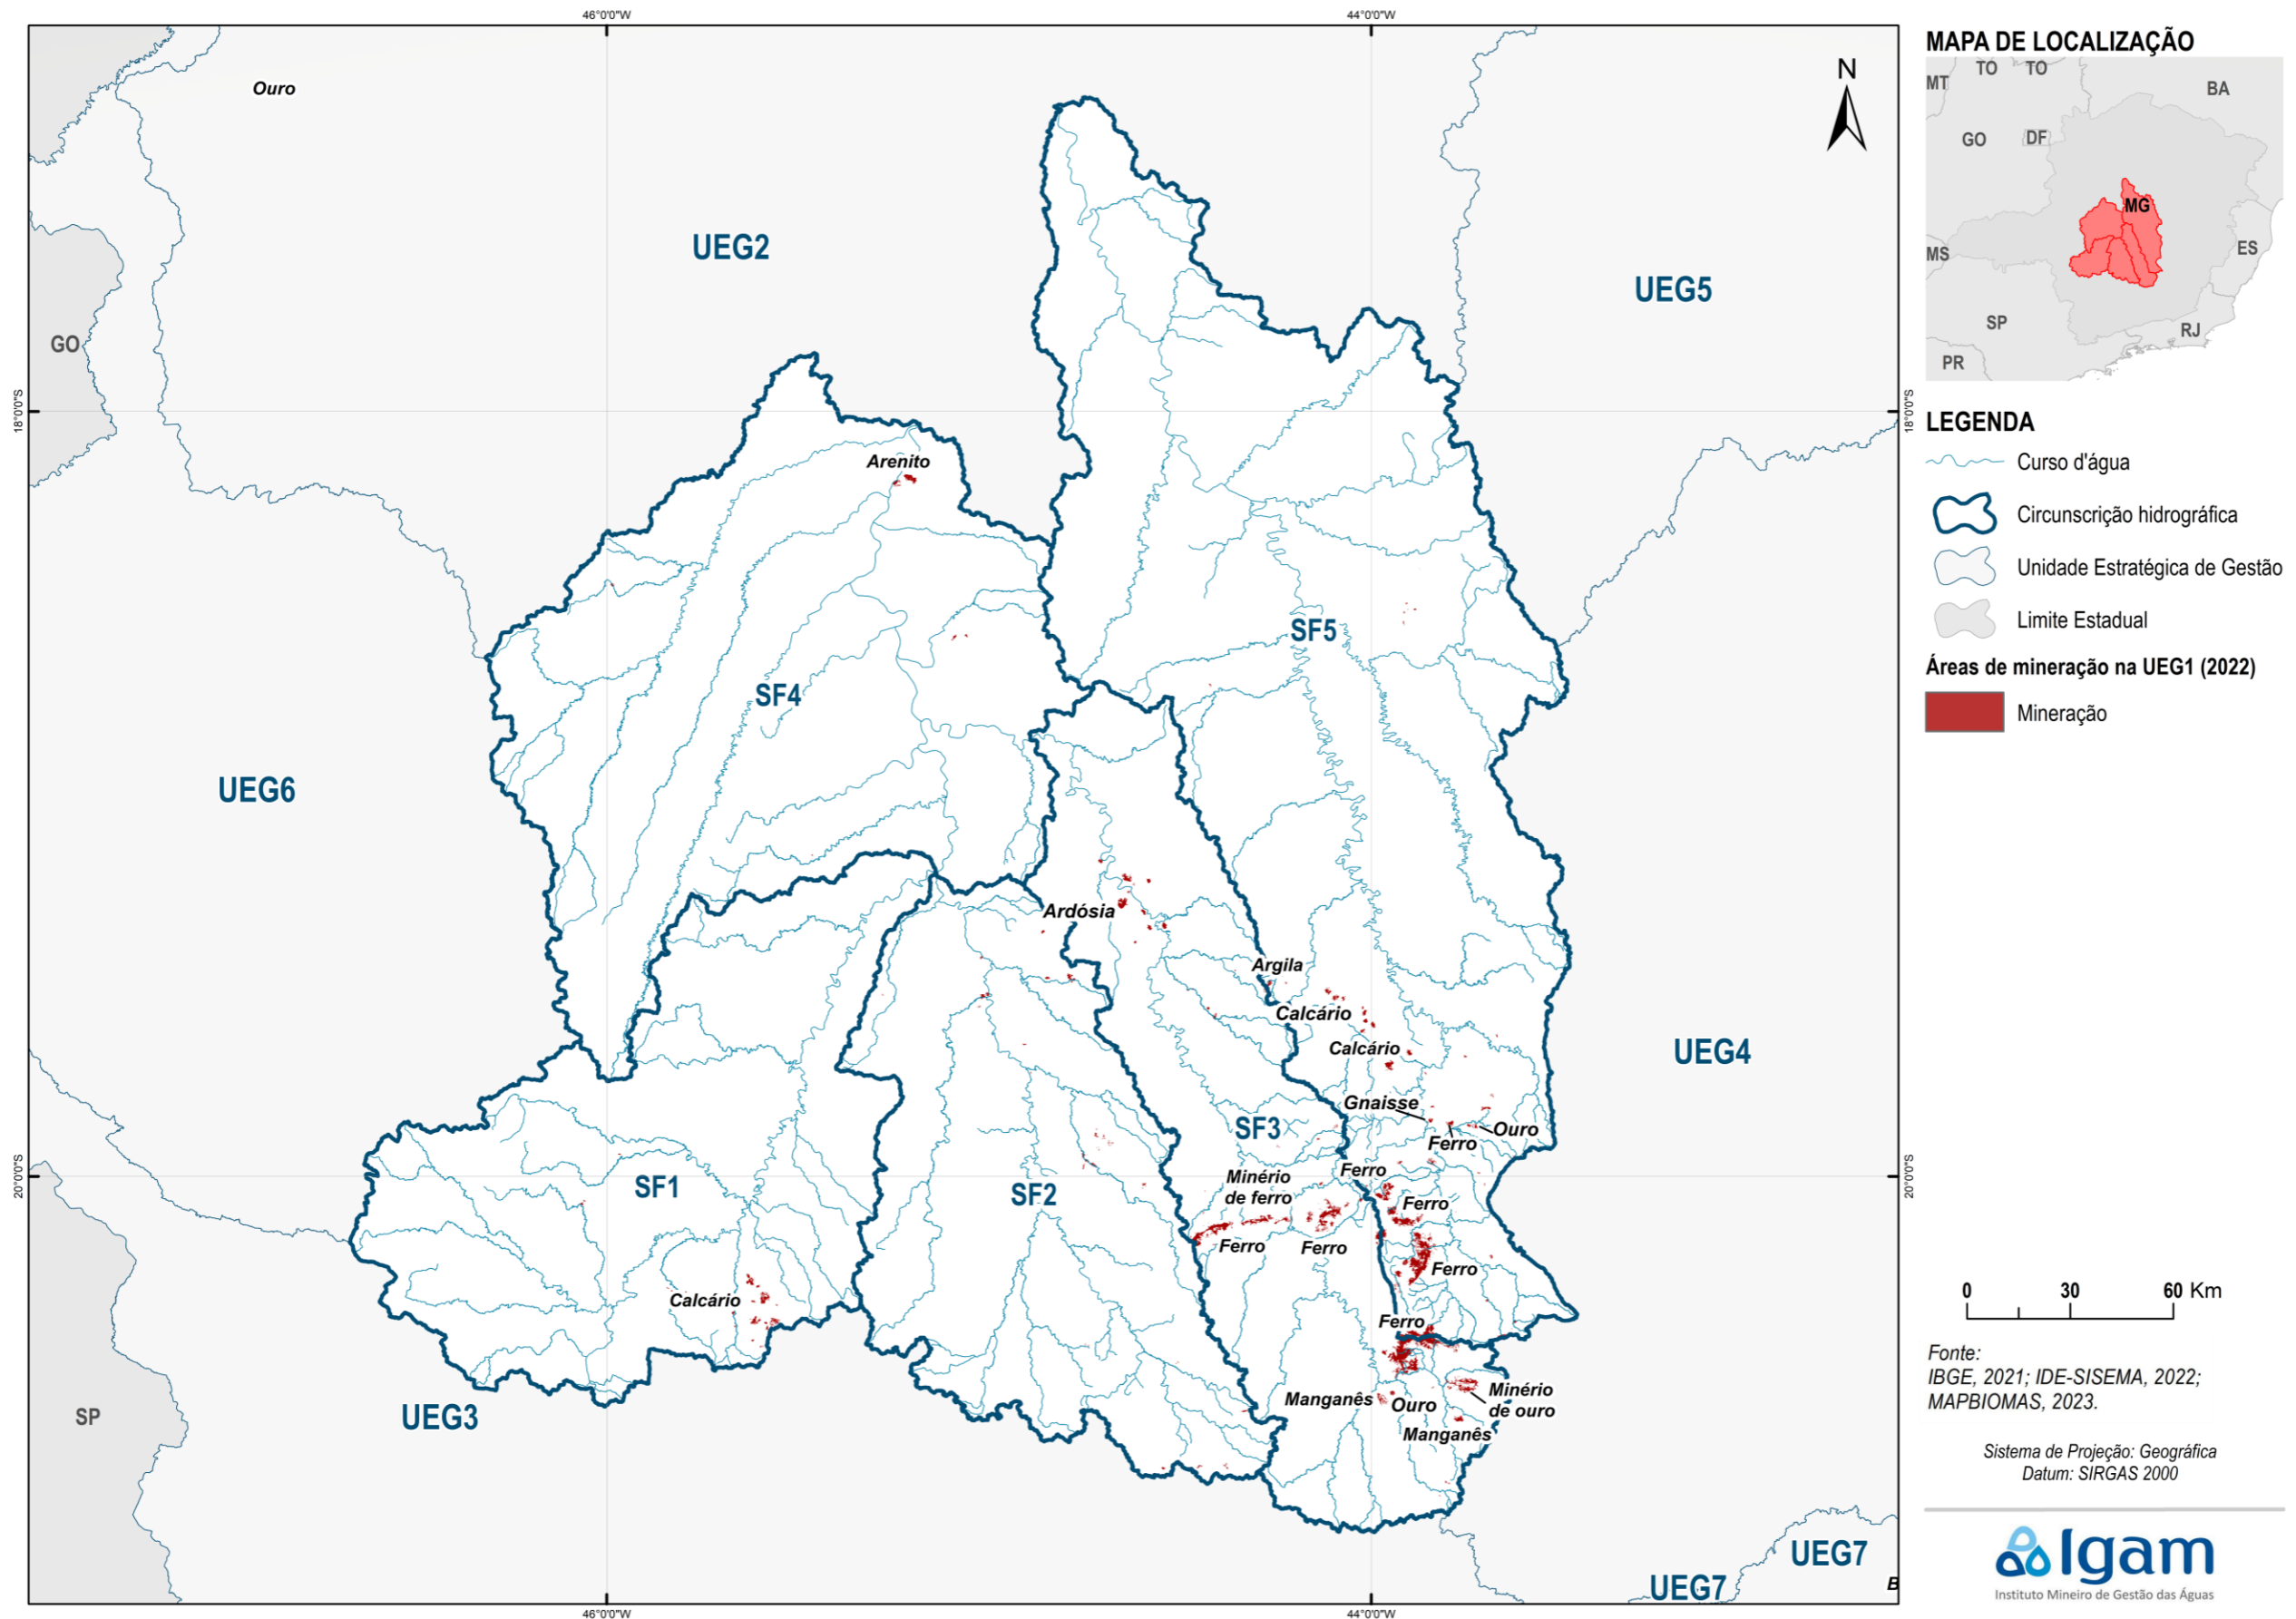 46°0'0"W
44°0'0"W
Ouro
N
UEG2
UEG5
GO
18°0'0"S
18°0'0"S
Arenito
SF5
SF4
UEG6
Ardósia
Argila
Calcário
Calcário
UEG4
Gnaisse
Ouro
Ferro
SF3
Ferro
20°0'0"S
20°0'0"S
SF1
SF2
Minério
de ferro
Ferro
Ferro
Ferro
Ferro
Calcário
Ferro
Manganês
Ouro
Minério
de ouro
Manganês
SP
UEG3
UEG7
UEG7
B
46°0'0"W
44°0'0"W
MAPA DE LOCALIZAÇÃO
TO
TO
MT
BA
GO
DF
MG
MS
ES
SP
RJ
PR
LEGENDA
Curso d'água
Circunscrição hidrográfica
Unidade Estratégica de Gestão
Limite Estadual
Áreas de mineração na UEG1 (2022)
Mineração
0 30 60 Km
Fonte:
IBGE, 2021; IDE-SISEMA, 2022;
MAPBIOMAS, 2023.
Sistema de Projeção: Geográfica
Datum: SIRGAS 2000
Igam
Instituto Mineiro de Gestão das Águas